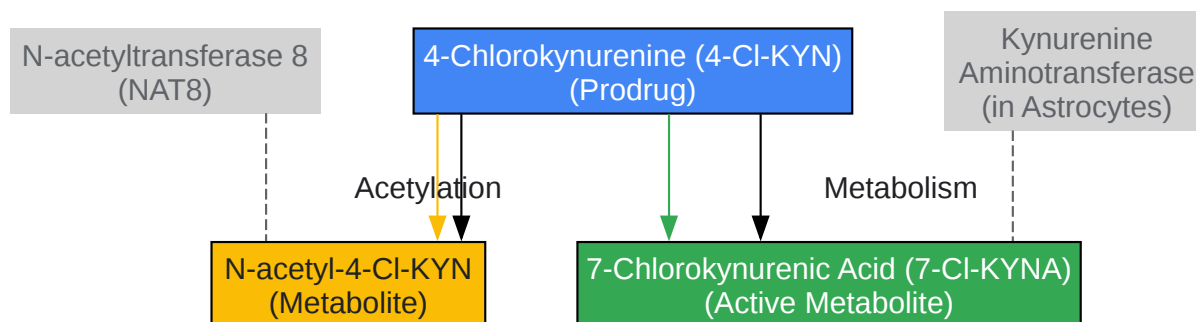 N-acetyltransferase 8
(NAT8)
4-Chlorokynurenine (4-Cl-KYN)
(Prodrug)
Kynurenine
Aminotransferase
(in Astrocytes)
Acetylation
Metabolism
N-acetyl-4-Cl-KYN
(Metabolite)
7-Chlorokynurenic Acid (7-Cl-KYNA)
(Active Metabolite)